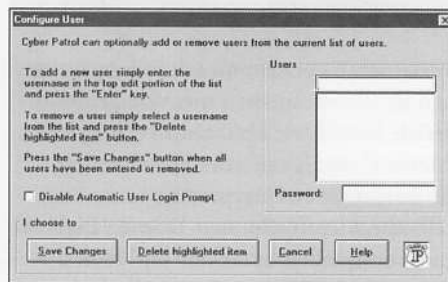 Configure User
Cyber Patrol can optionally add or remove users from the current list of users.
To add a new user simply enter the
username in the top edit portion of the list
and press the "Enter" key.
To remove a user simply select a username
from the list and press the "Delete
highlighted item" button.
Press the "Save Changes" button when all
users have been entered or removed.
Disable Automatic User Login Prompt
Users
Password:
I choose to
Save Changes
Delete highlighted item
Cancel
Help